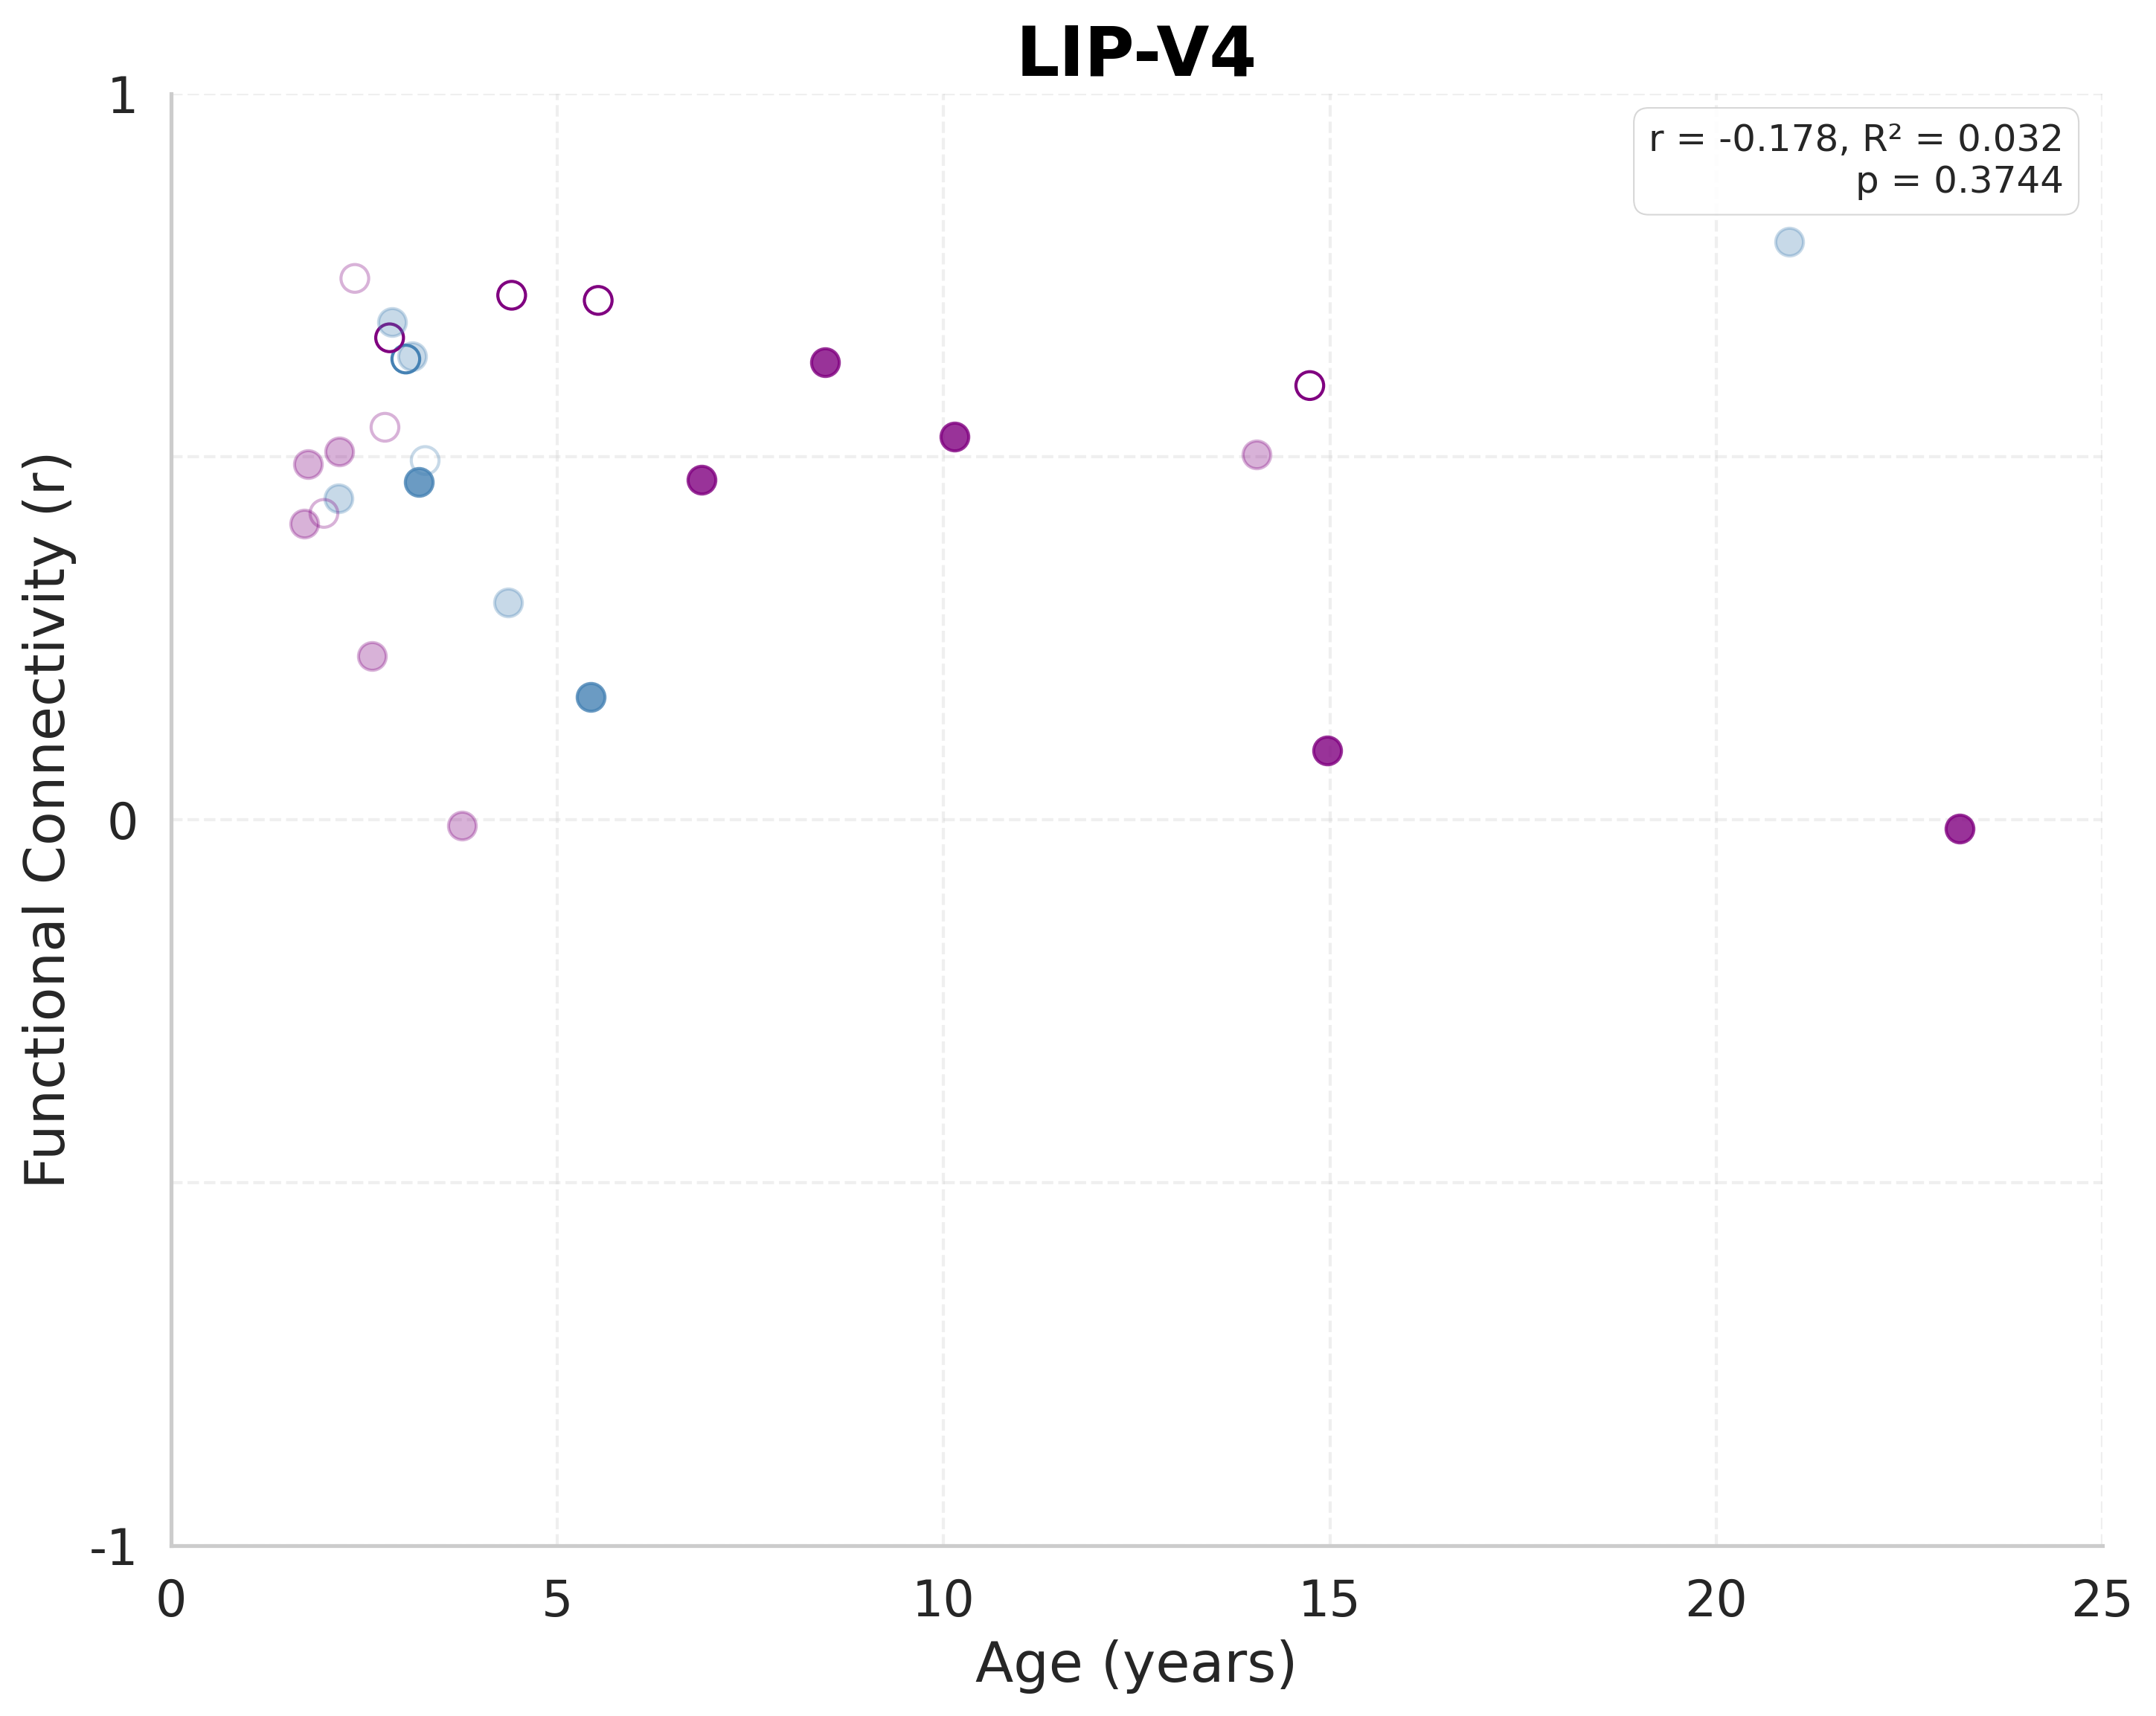 LIP-V4
r = -0.178, R² = 0.032
p = 0.3744
Functional Connectivity (r)
1
0
-1
0 5 10 15 20 25
Age (years)